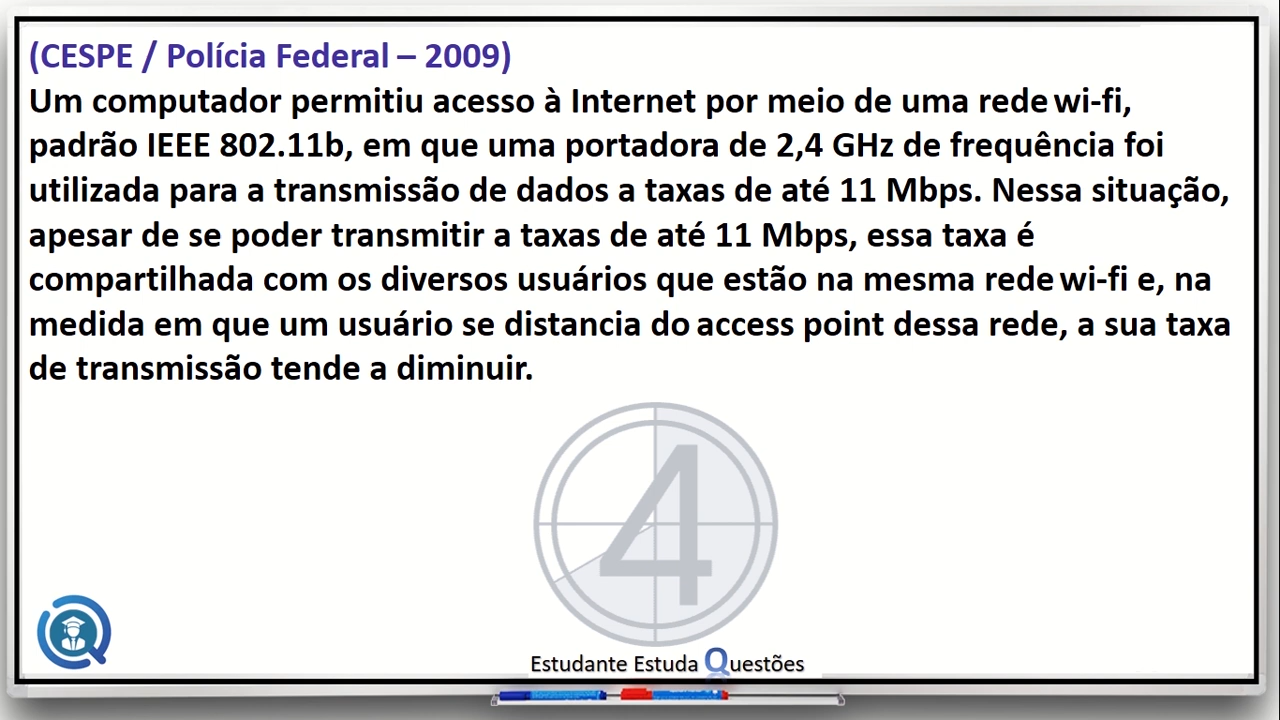 (CESPE / Polícia Federal – 2009)
Um computador permitiu acesso à Internet por meio de uma rede wi-fi,
padrão IEEE 802.11b, em que uma portadora de 2,4 GHz de frequência foi
utilizada para a transmissão de dados a taxas de até 11 Mbps. Nessa situação,
apesar de se poder transmitir a taxas de até 11 Mbps, essa taxa é
compartilhada com os diversos usuários que estão na mesma rede wi-fi e, na
medida em que um usuário se distancia do access point dessa rede, a sua taxa
de transmissão tende a diminuir.
4
Estudante Estuda Questões